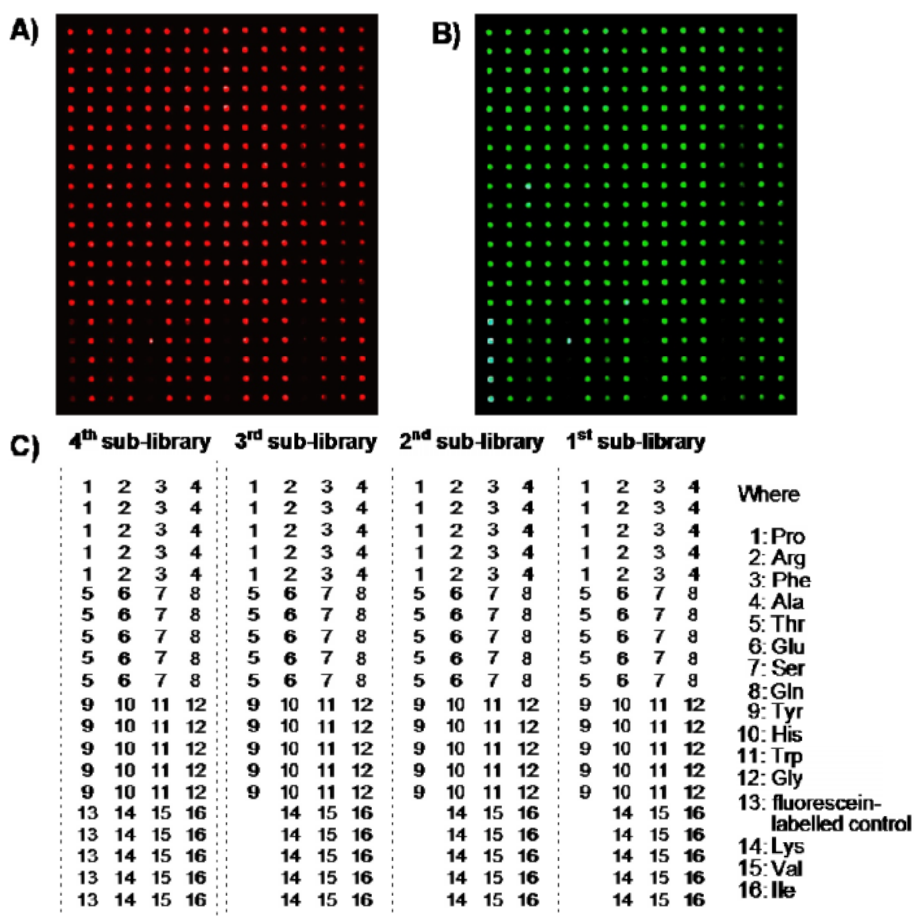 A)
B)
C)
4th sub-library 3rd sub-library 2nd sub-library 1st sub-library
1 2 3 4 1 2 3 4 1 2 3 4 1 2 3 4
1 2 3 4 1 2 3 4 1 2 3 4 1 2 3 4
1 2 3 4 1 2 3 4 1 2 3 4 1 2 3 4
1 2 3 4 1 2 3 4 1 2 3 4 1 2 3 4
1 2 3 4 1 2 3 4 1 2 3 4 1 2 3 4
5 6 7 8 5 6 7 8 5 6 7 8 5 6 7 8
5 6 7 8 5 6 7 8 5 6 7 8 5 6 7 8
5 6 7 8 5 6 7 8 5 6 7 8 5 6 7 8
5 6 7 8 5 6 7 8 5 6 7 8 5 6 7 8
5 6 7 8 5 6 7 8 5 6 7 8 5 6 7 8
9 10 11 12 9 10 11 12 9 10 11 12 9 10 11 12
9 10 11 12 9 10 11 12 9 10 11 12 9 10 11 12
9 10 11 12 9 10 11 12 9 10 11 12 9 10 11 12
9 10 11 12 9 10 11 12 9 10 11 12 9 10 11 12
9 10 11 12 9 10 11 12 9 10 11 12 9 10 11 12
13 14 15 16 14 15 16 14 15 16 14 15 16
13 14 15 16 14 15 16 14 15 16 14 15 16
13 14 15 16 14 15 16 14 15 16 14 15 16
13 14 15 16 14 15 16 14 15 16 14 15 16
13 14 15 16 14 15 16 14 15 16 14 15 16
Where
1: Pro
2: Arg
3: Phe
4: Ala
5: Thr
6: Glu
7: Ser
8: Gln
9: Tyr
10: His
11: Trp
12: Gly
13: fluorescein-
labelled control
14: Lys
15: Val
16: Ile